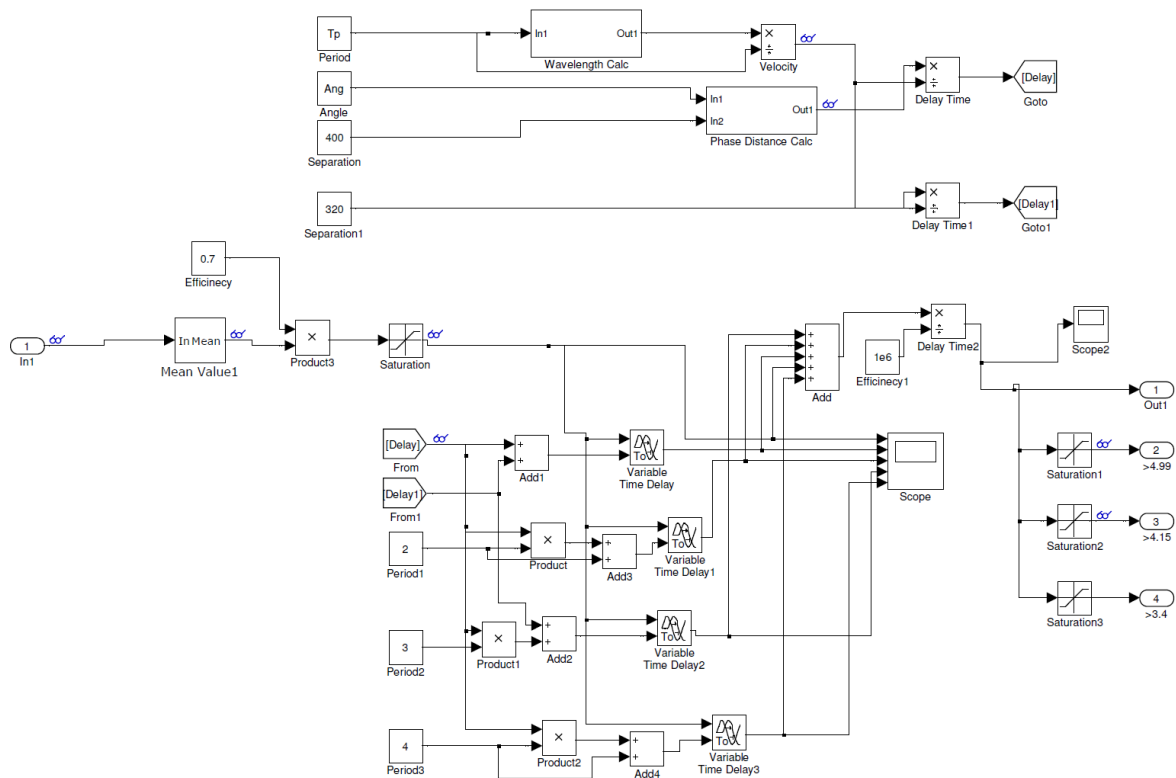 Tp
Period
In1
Out1
Wavelength Calc
×
÷
Velocity
Ang
Angle
400
Separation
In1
In2
Out1
Phase Distance Calc
×
÷
Delay Time
[Delay]
Goto
320
Separation1
×
÷
Delay Time1
[Delay1]
Goto1
0.7
Efficinecy
1
In1
In Mean
Mean Value1
×
Product3
Saturation
+
+
+
+
+
Add
1e6
Efficinecy1
×
÷
Delay Time2
Scope2
1
Out1
[Delay]
From
[Delay1]
From1
+
+
Add1
To
Variable
Time Delay
Scope
Saturation1
2
>4.99
2
Period1
×
Product
+
+
Add3
To
Variable
Time Delay1
Saturation2
3
>4.15
3
Period2
×
Product1
+
+
Add2
To
Variable
Time Delay2
Saturation3
4
>3.4
4
Period3
×
Product2
+
+
Add4
To
Variable
Time Delay3